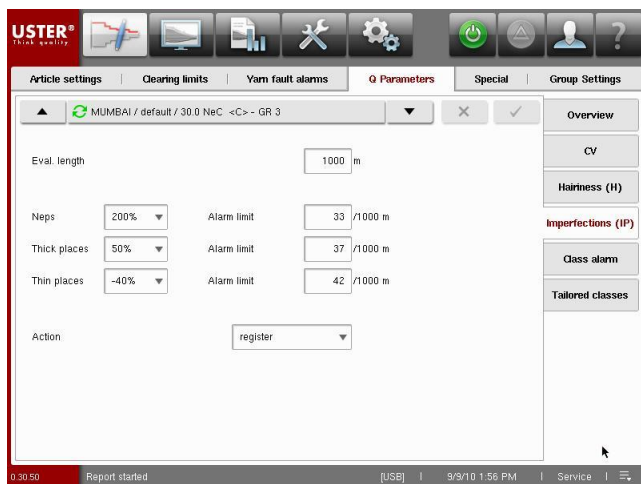 USTER®
Think quality
?
Article settings | Clearing limits | Yarn fault alarms | Q Parameters | Special | Group Settings
MUMBAI / default / 30.0 NeC <C> - GR 3
Overview
CV
Eval. length 1000 m
Hairiness (H)
Neps 200% Alarm limit 33 /1000 m
Imperfections (IP)
Thick places 50% Alarm limit 37 /1000 m
Class alarm
Thin places -40% Alarm limit 42 /1000 m
Tailored classes
Action register
0.30.50 Report started [USB] | 9/9/10 1:56 PM | Service |